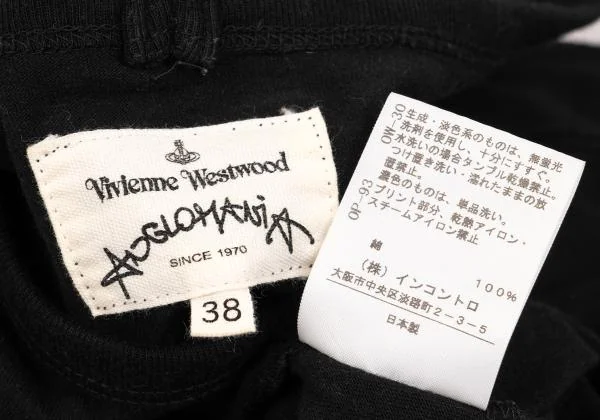 Vivienne Westwood
ANGLOMANIA
SINCE 1970
38
OW-30
生成・淡色系のものは、無蛍光
洗剤を使用し、十分にすすぐ。
水洗いの場合タンブル乾燥禁止。
つけ置き洗い・濡れたままの放
置禁止。
濃色のものは、単品洗い。
OP-93
プリント部分、乾熱アイロン・
スチームアイロン禁止
綿 100%
(株)インコントロ
大阪市中央区淡路町2-3-5
日本製